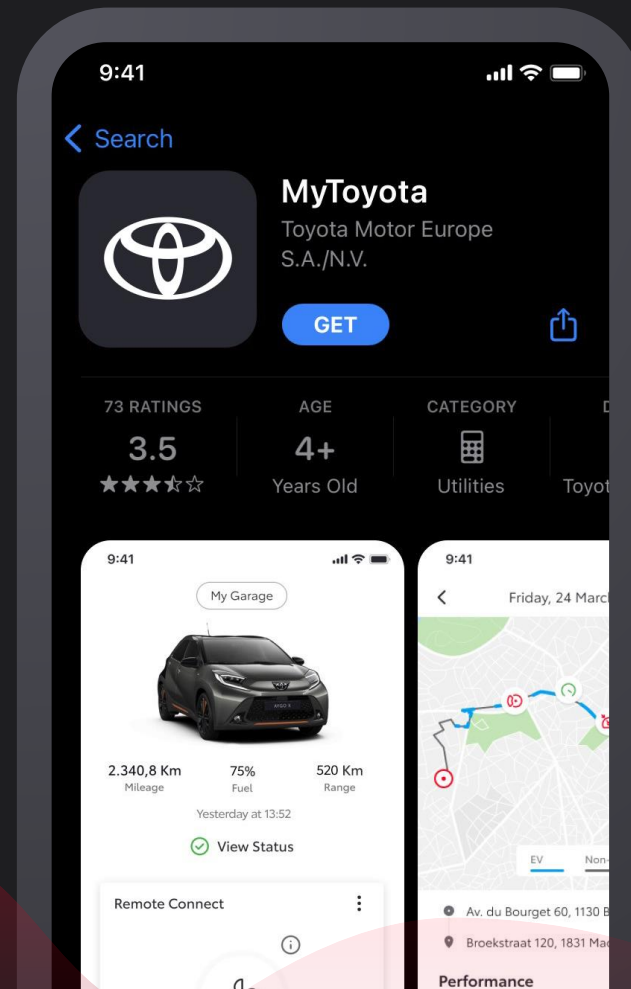 9:41
Search
MyToyota
Toyota Motor Europe
S.A./N.V.
GET
73 RATINGS
AGE
CATEGORY
3.5
4+
Years Old
Utilities
9:41
My Garage
2.340,8 Km
75%
520 Km
Mileage
Fuel
Range
Yesterday at 13:52
View Status
Remote Connect
9:41
Friday, 24 March
EV
Av. du Bourget 60, 1130
Broekstraat 120, 1831
Performance